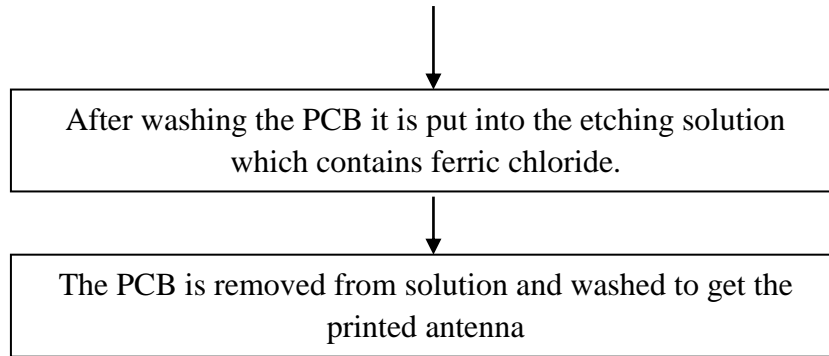 After washing the PCB it is put into the etching solution
which contains ferric chloride.
The PCB is removed from solution and washed to get the
printed antenna